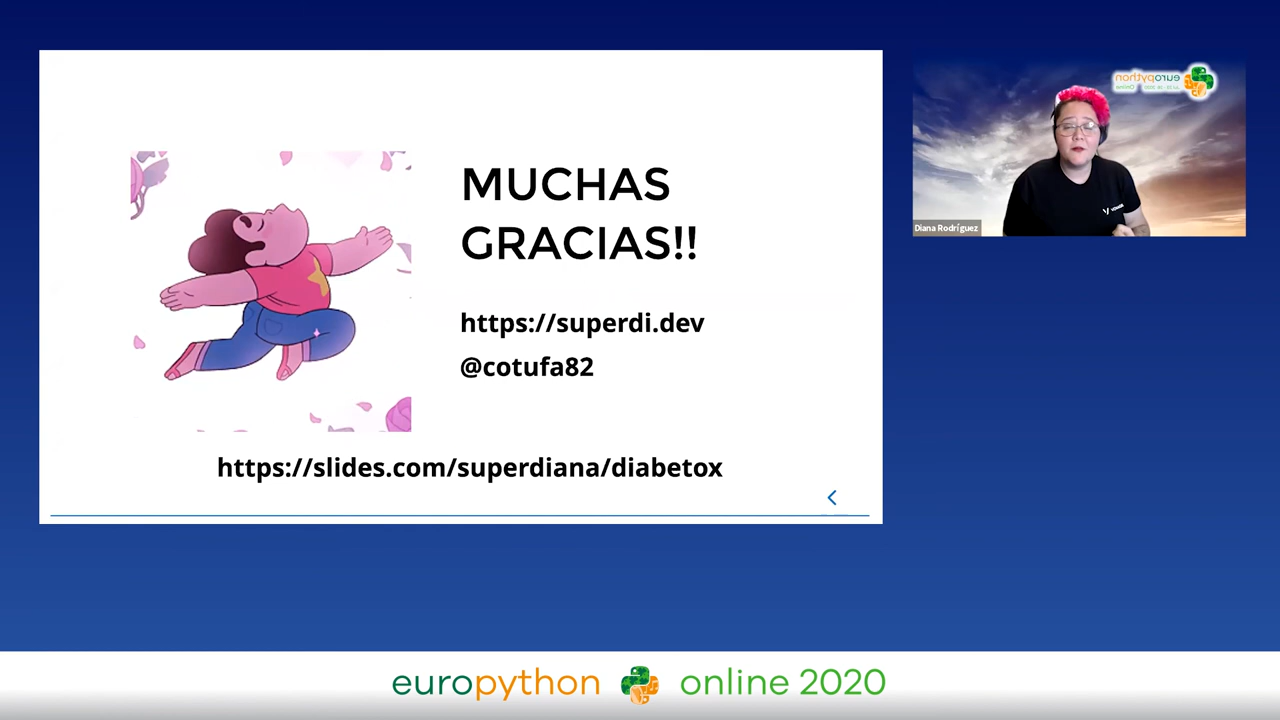 MUCHAS
GRACIAS!!
https://superdi.dev
@cotufa82
https://slides.com/superdiana/diabetox
europython
Diana Rodríguez
europython online 2020